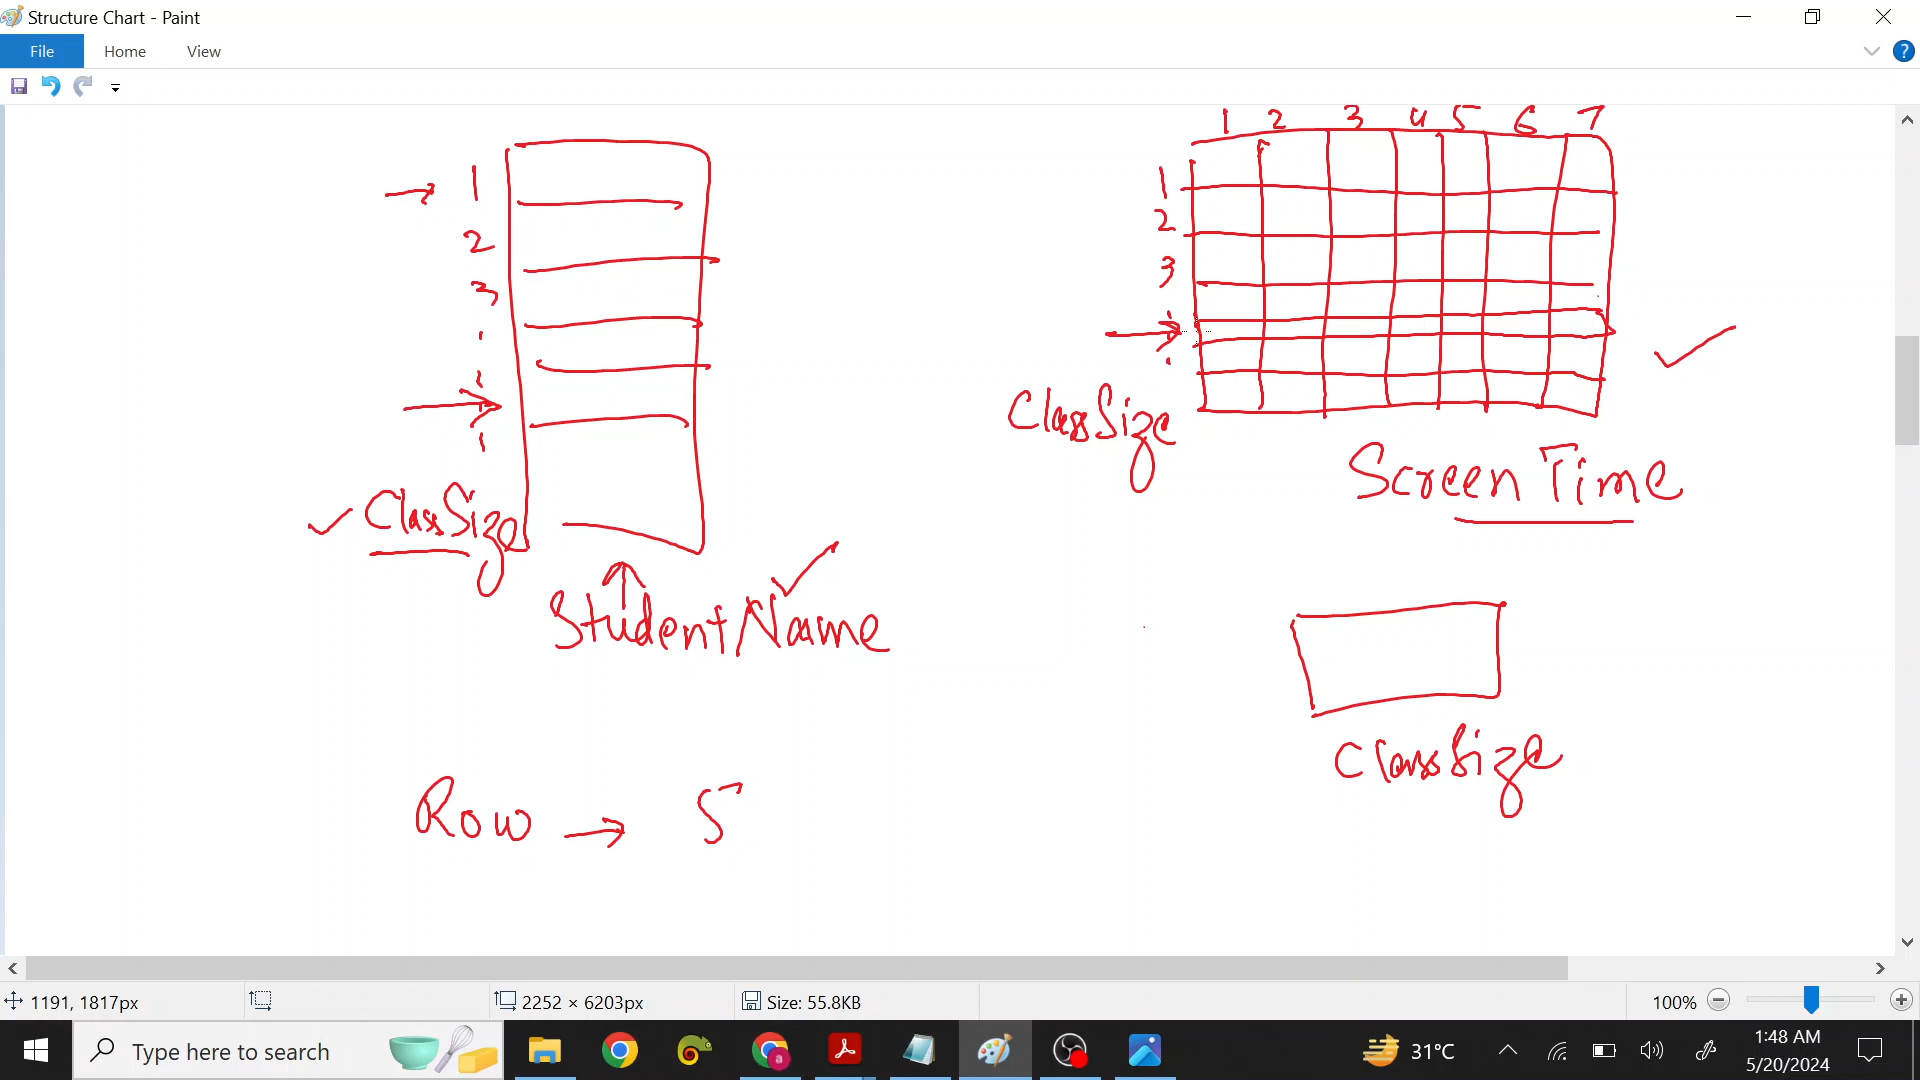 Structure Chart - Paint
File Home View
1 2 3 4 5 6 7
1
2
3
1
2
3
ClassSize
Screen Time
ClassSize
StudentName
ClassSize
Row → 5
1191, 1817px
2252 × 6203px
Size: 55.8KB
100%
Type here to search
31°C
1:48 AM
5/20/2024